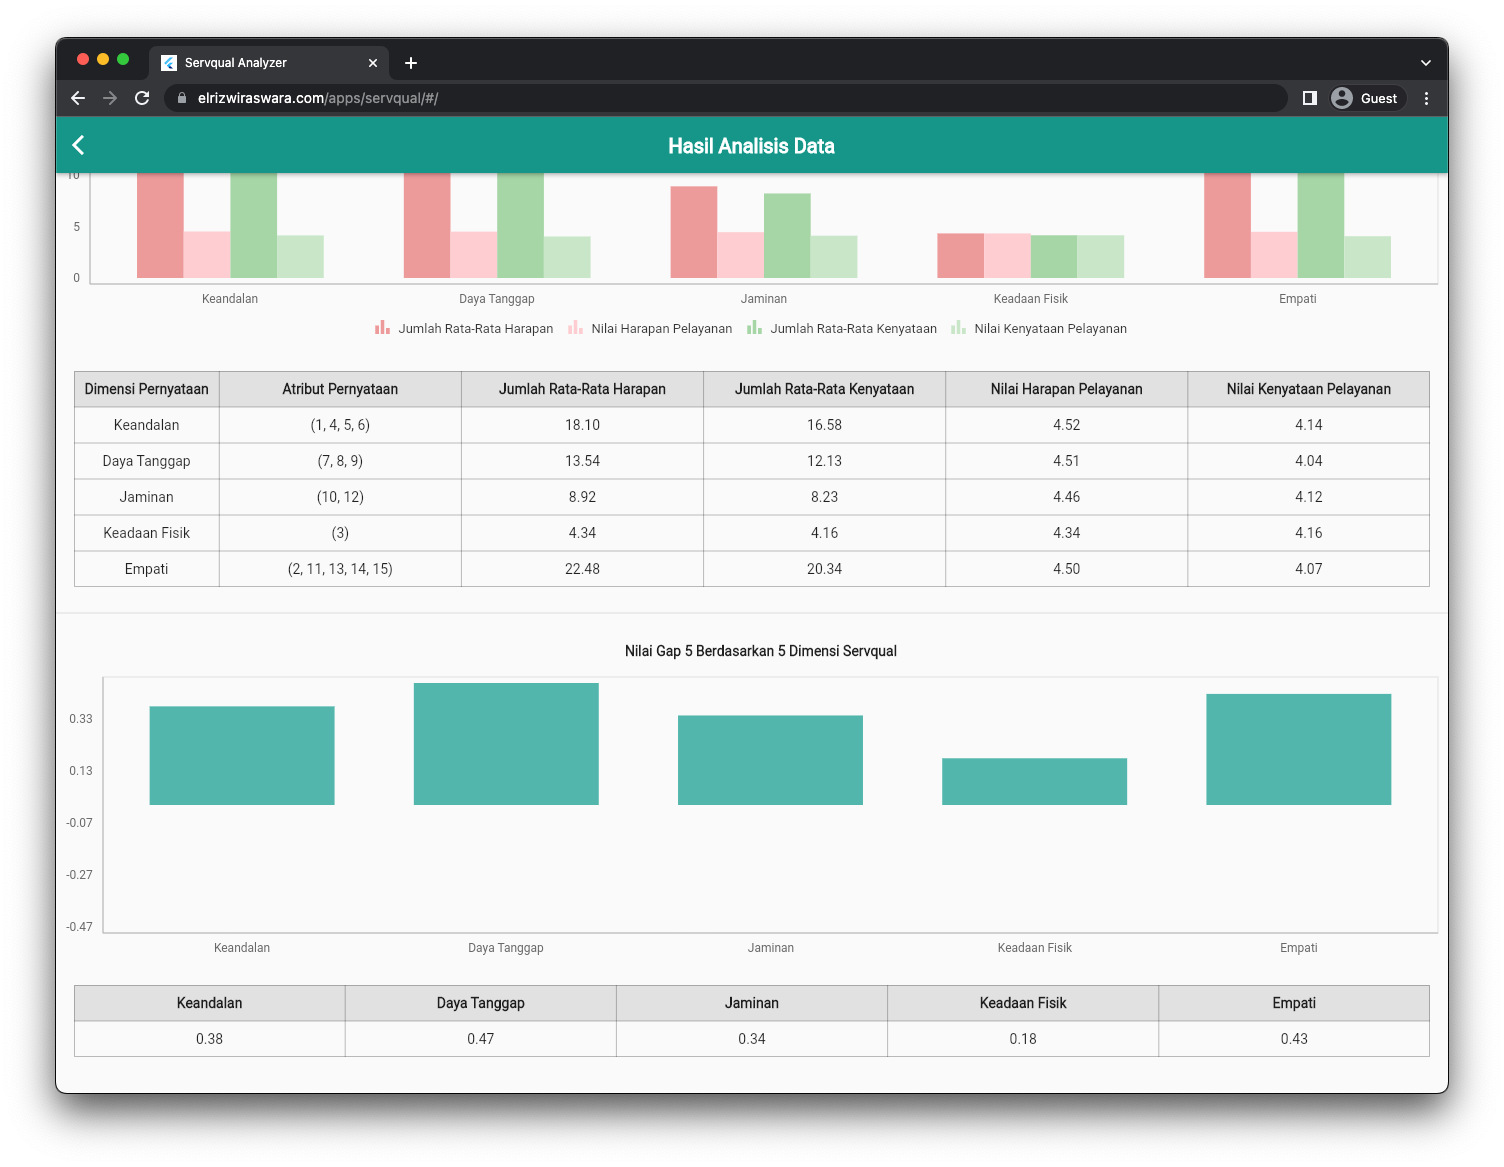 Servqual Analyzer
elrizwiraswara.com/apps/servqual/#/
Guest
Hasil Analisis Data
10
5
0
Keandalan Daya Tanggap Jaminan Keadaan Fisik Empati
Jumlah Rata-Rata Harapan Nilai Harapan Pelayanan Jumlah Rata-Rata Kenyataan Nilai Kenyataan Pelayanan
Dimensi Pernyataan Atribut Pernyataan Jumlah Rata-Rata Harapan Jumlah Rata-Rata Kenyataan Nilai Harapan Pelayanan Nilai Kenyataan Pelayanan
Keandalan (1, 4, 5, 6) 18.10 16.58 4.52 4.14
Daya Tanggap (7, 8, 9) 13.54 12.13 4.51 4.04
Jaminan (10, 12) 8.92 8.23 4.46 4.12
Keadaan Fisik (3) 4.34 4.16 4.34 4.16
Empati (2, 11, 13, 14, 15) 22.48 20.34 4.50 4.07
Nilai Gap 5 Berdasarkan 5 Dimensi Servqual
0.33
0.13
-0.07
-0.27
-0.47
Keandalan Daya Tanggap Jaminan Keadaan Fisik Empati
Keandalan Daya Tanggap Jaminan Keadaan Fisik Empati
0.38 0.47 0.34 0.18 0.43